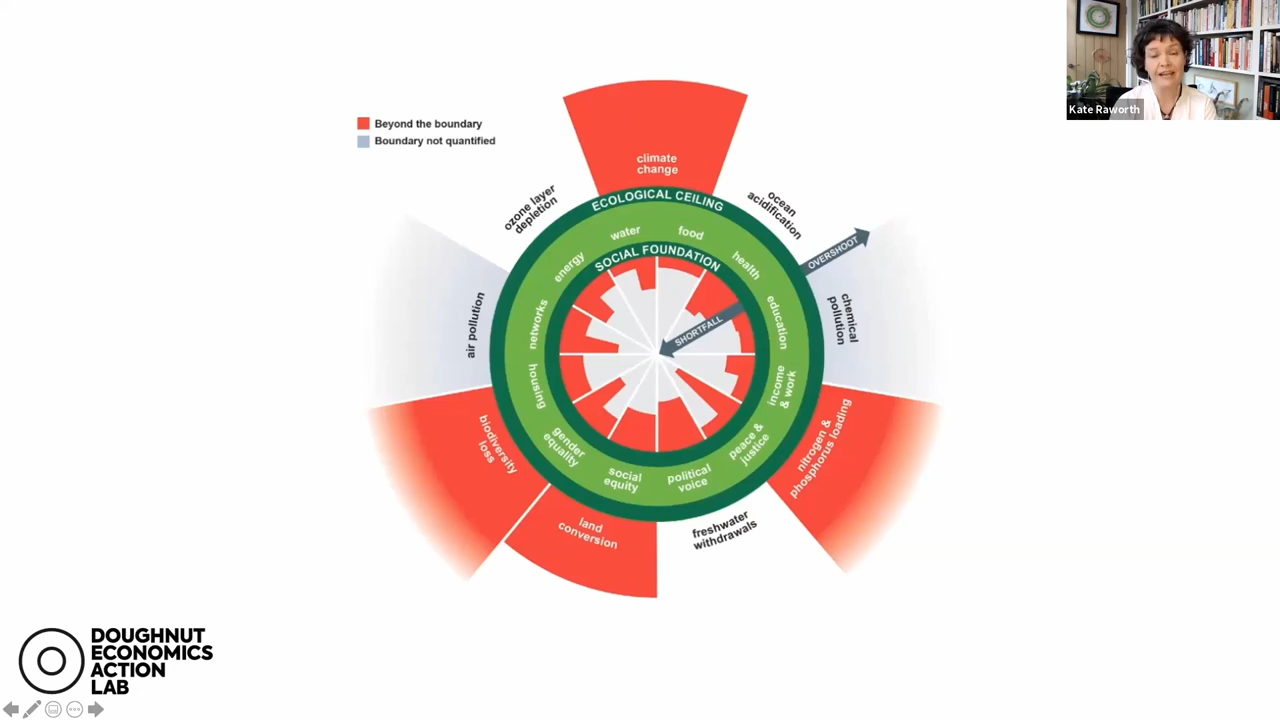 Kate Raworth
Beyond the boundary
Boundary not quantified
climate
change
ozone layer
depletion
ocean
acidification
ECOLOGICAL CEILING
OVERSHOOT
water
food
SOCIAL FOUNDATION
energy
health
networks
education
SHORTFALL
air pollution
chemical
pollution
housing
income
& work
gender
equality
peace &
justice
social
equity
political
voice
biodiversity
loss
nitrogen &
phosphorus loading
land
conversion
freshwater
withdrawals
DOUGHNUT
ECONOMICS
ACTION
LAB